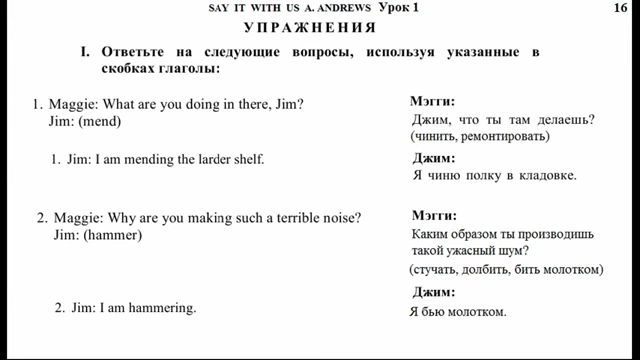 SAY IT WITH US A. ANDREWS Урок 1 16
УПРАЖНЕНИЯ
I. Ответьте на следующие вопросы, используя указанные в
скобках глаголы:
1. Maggie: What are you doing in there, Jim?
Jim: (mend)
Мэгги:
Джим, что ты там делаешь?
(чинить, ремонтировать)
1. Jim: I am mending the larder shelf.
Джим:
Я чиню полку в кладовке.
2. Maggie: Why are you making such a terrible noise?
Jim: (hammer)
Мэгги:
Каким образом ты производишь
такой ужасный шум?
(стучать, долбить, бить молотком)
2. Jim: I am hammering.
Джим:
Я бью молотком.